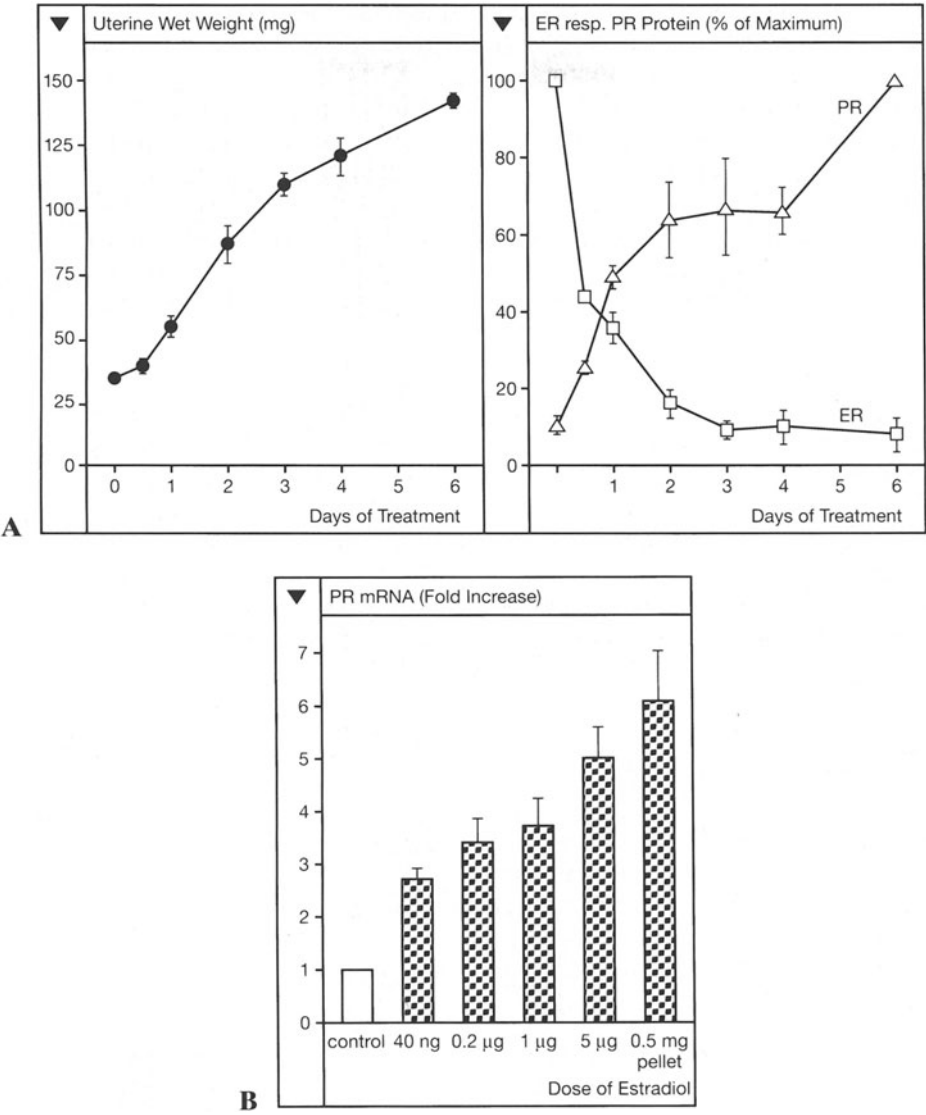 ▼ Uterine Wet Weight (mg)
150
125
100
75
50
25
0
0 1 2 3 4 5 6
Days of Treatment
▼ ER resp. PR Protein (% of Maximum)
100
80
60
40
20
0
PR
ER
1 2 3 4 5 6
Days of Treatment
A
▼ PR mRNA (Fold Increase)
7
6
5
4
3
2
1
0
control 40 ng 0.2 µg 1 µg 5 µg 0.5 mg
pellet
Dose of Estradiol
B